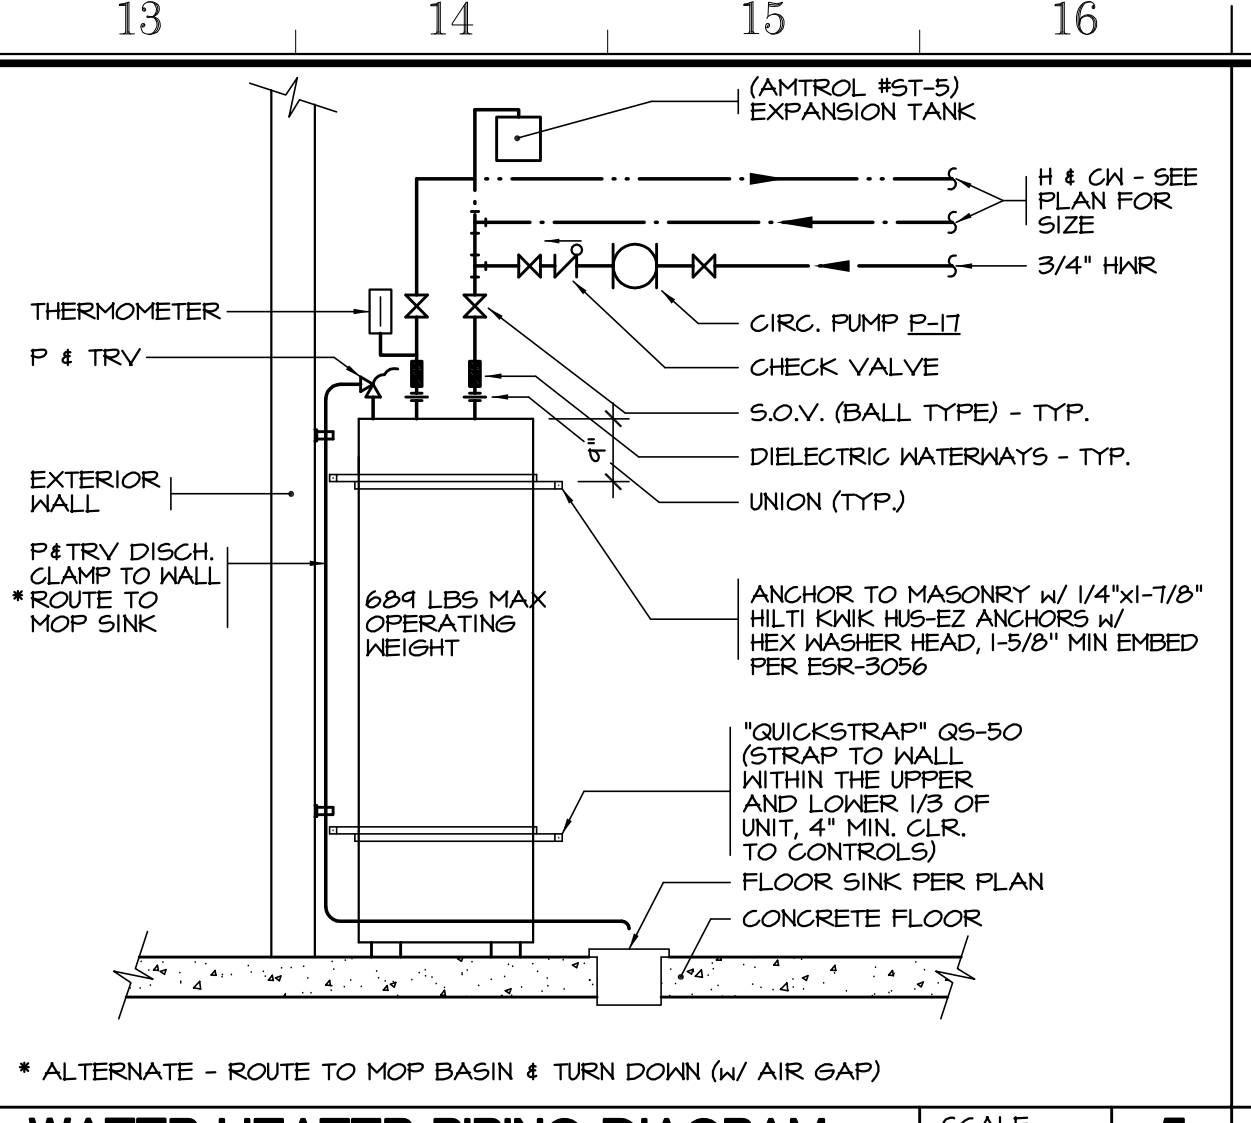 13 14 15 16
(AMTROL #ST-5)
EXPANSION TANK
H & CW - SEE
PLAN FOR
SIZE
3/4" HWR
THERMOMETER
P & TRV
CIRC. PUMP P-17
CHECK VALVE
S.O.V. (BALL TYPE) - TYP.
9"
DIELECTRIC WATERWAYS - TYP.
UNION (TYP.)
EXTERIOR
WALL
P&TRV DISCH.
CLAMP TO WALL
* ROUTE TO
MOP SINK
689 LBS MAX
OPERATING
WEIGHT
ANCHOR TO MASONRY w/ 1/4"x1-7/8"
HILTI KWIK HUS-EZ ANCHORS w/
HEX WASHER HEAD, 1-5/8" MIN EMBED
PER ESR-3056
"QUICKSTRAP" QS-50
(STRAP TO WALL
WITHIN THE UPPER
AND LOWER 1/3 OF
UNIT, 4" MIN. CLR.
TO CONTROLS)
FLOOR SINK PER PLAN
CONCRETE FLOOR
* ALTERNATE - ROUTE TO MOP BASIN & TURN DOWN (w/ AIR GAP)
WATER HEATER PIPING DIAGRAM
SCALE